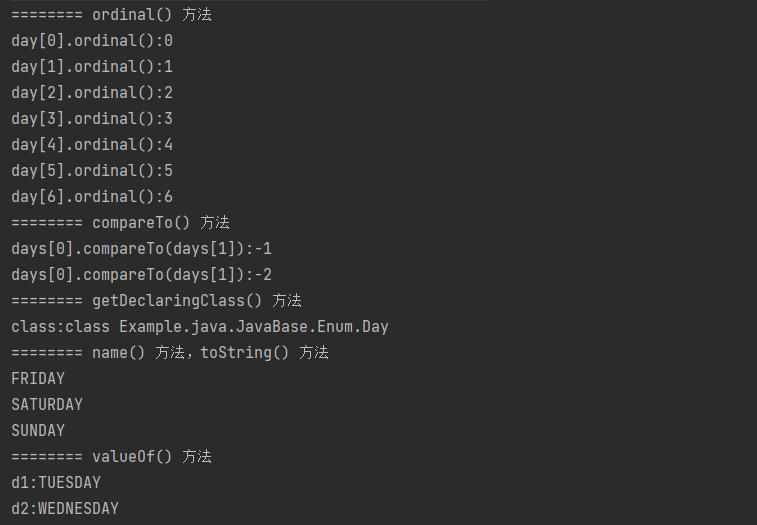 ======== ordinal() 方法
day[0].ordinal():0
day[1].ordinal():1
day[2].ordinal():2
day[3].ordinal():3
day[4].ordinal():4
day[5].ordinal():5
day[6].ordinal():6
======== compareTo() 方法
days[0].compareTo(days[1]):-1
days[0].compareTo(days[1]):-2
======== getDeclaringClass() 方法
class:class Example.java.JavaBase.Enum.Day
======== name() 方法，toString() 方法
FRIDAY
SATURDAY
SUNDAY
======== valueOf() 方法
d1:TUESDAY
d2:WEDNESDAY